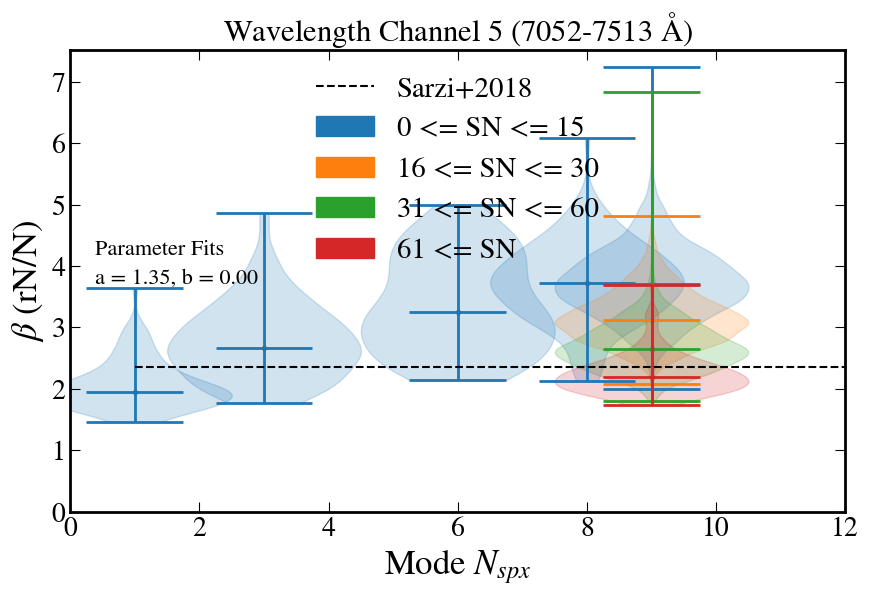 Wavelength Channel 5 (7052-7513 Å)
β (rN/N)
7
6
5
4
3
2
1
0
Sarzi+2018
0 <= SN <= 15
16 <= SN <= 30
31 <= SN <= 60
61 <= SN
Parameter Fits
a = 1.35, b = 0.00
0 2 4 6 8 10 12
Mode N_{spx}